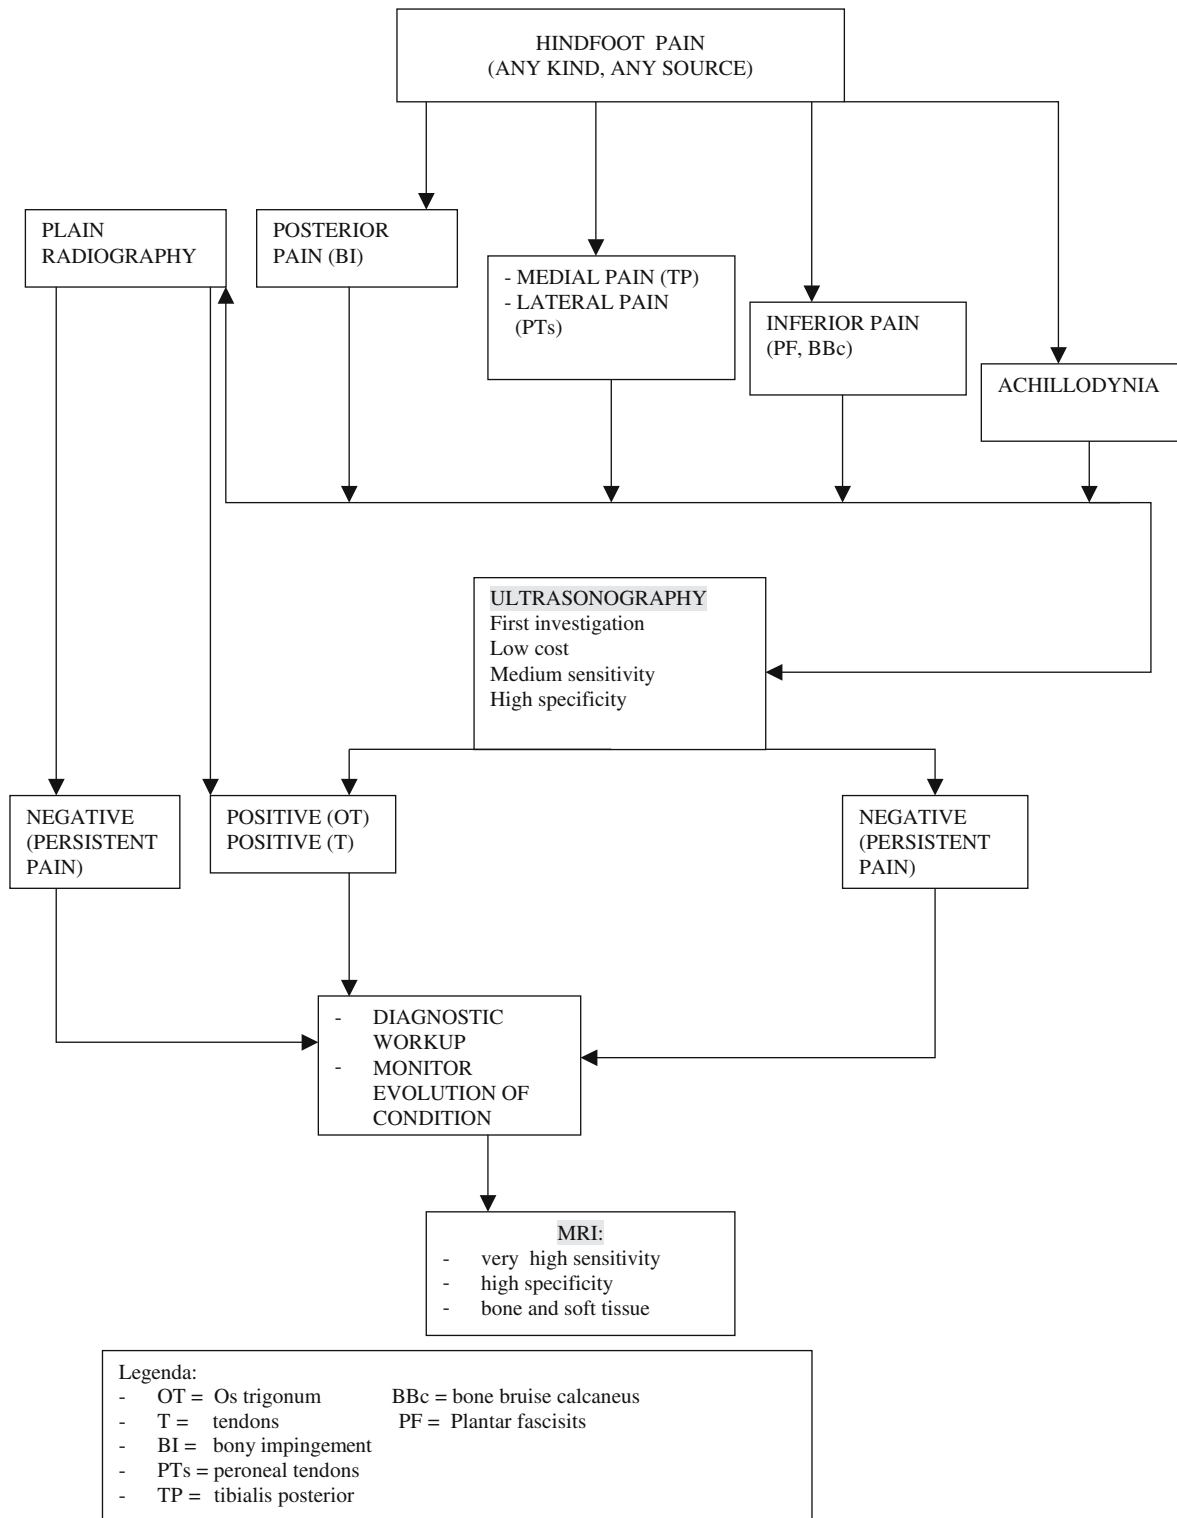 HINDFOOT PAIN
(ANY KIND, ANY SOURCE)
PLAIN
RADIOGRAPHY
POSTERIOR
PAIN (BI)
- MEDIAL PAIN (TP)
- LATERAL PAIN
(PTs)
INFERIOR PAIN
(PF, BBc)
ACHILLODYNIA
ULTRASONOGRAPHY
First investigation
Low cost
Medium sensitivity
High specificity
NEGATIVE
(PERSISTENT
PAIN)
POSITIVE (OT)
POSITIVE (T)
NEGATIVE
(PERSISTENT
PAIN)
- DIAGNOSTIC
WORKUP
- MONITOR
EVOLUTION OF
CONDITION
MRI:
- very high sensitivity
- high specificity
- bone and soft tissue
Legenda:
- OT = Os trigonum BBc = bone bruise calcaneus
- T = tendons PF = Plantar fascisits
- BI = bony impingement
- PTs = peroneal tendons
- TP = tibialis posterior